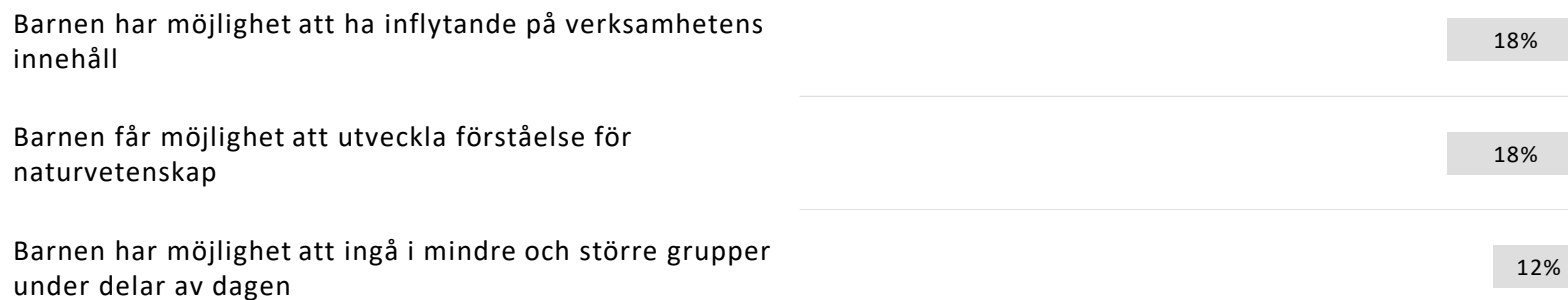 Barnen har möjlighet att ha inflytande på verksamhetens
innehåll
18%
Barnen får möjlighet att utveckla förståelse för
naturvetenskap
18%
Barnen har möjlighet att ingå i mindre och större grupper
under delar av dagen
12%